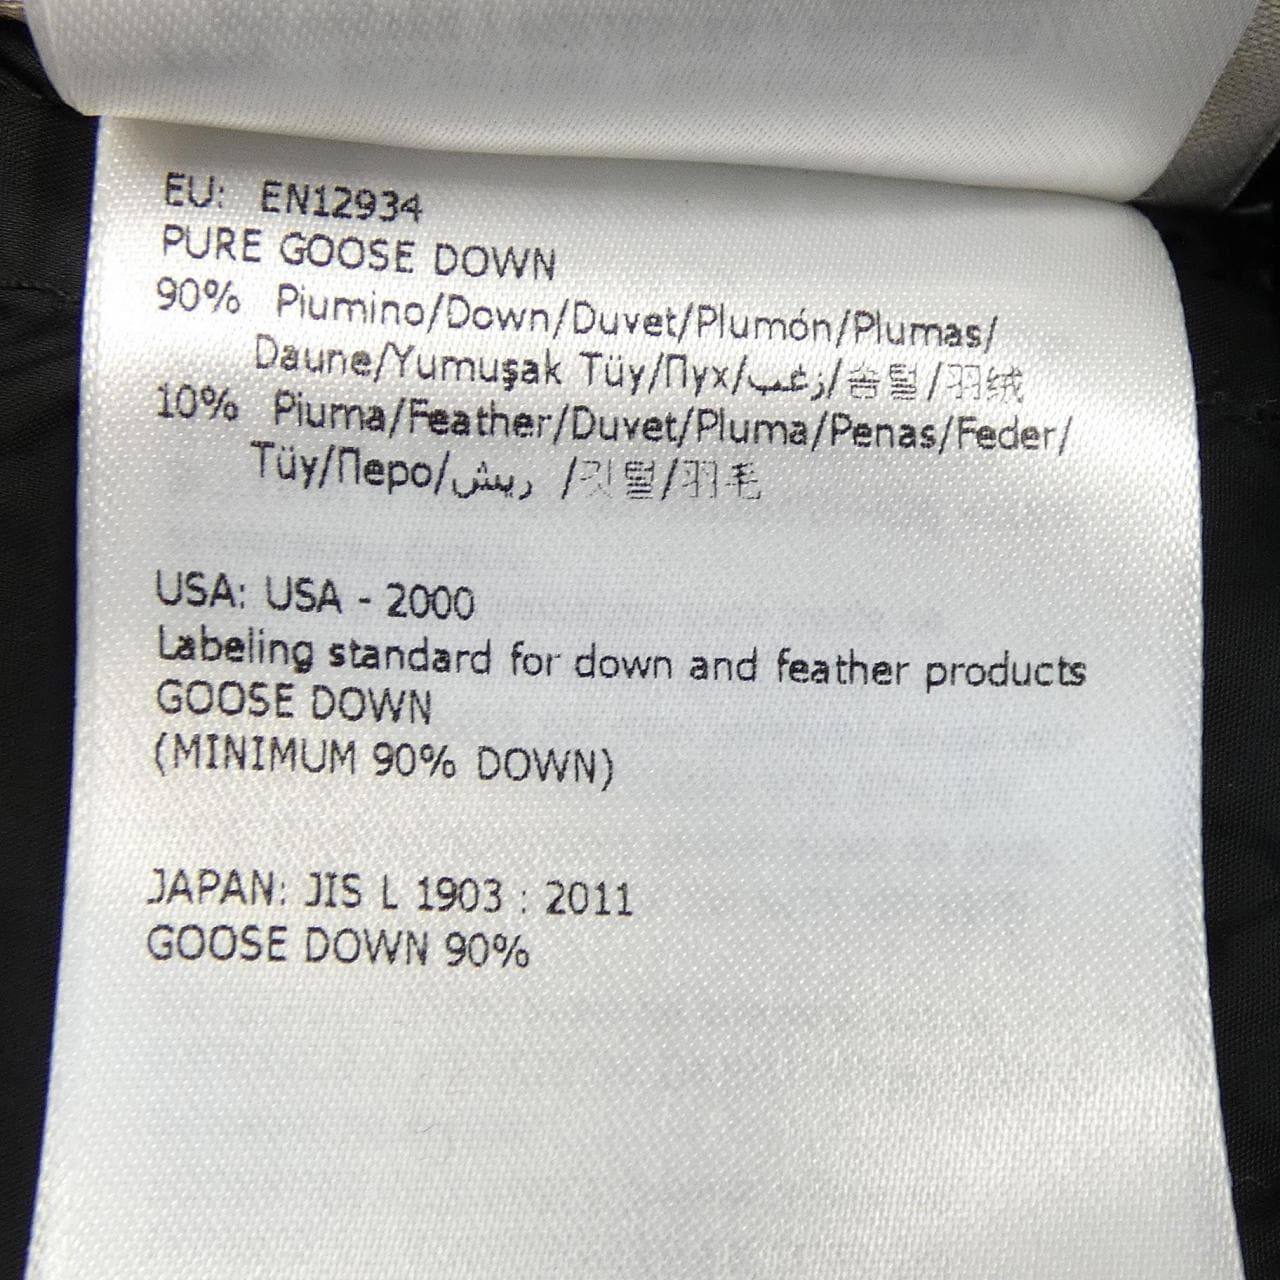 EU: EN12934
PURE GOOSE DOWN
90% Piumino/Down/Duvet/Plumón/Plumas/
Daune/Yumuşak Tüy/Пух/زغب/솜털/羽绒
10% Piuma/Feather/Duvet/Pluma/Penas/Feder/
Tüy/Перо/ريش /깃털/羽毛
USA: USA - 2000
Labeling standard for down and feather products
GOOSE DOWN
(MINIMUM 90% DOWN)
JAPAN: JIS L 1903 : 2011
GOOSE DOWN 90%